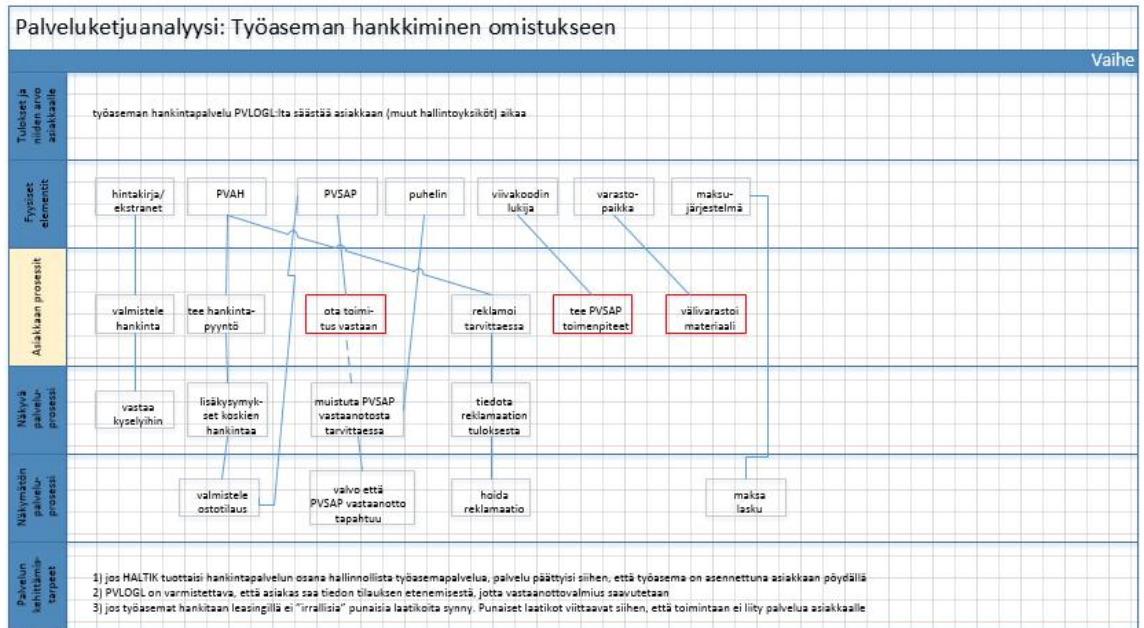 Palveluketjuanalyysi: Työaseman hankkiminen omistukseen
Vaihe
Tulokset ja
niiden arvo
asiakkaalle
työaseman hankintapalvelu PVLOGL:lta säästää asiakkaan (muut hallintoyksiköt) aikaa
Fyysiset
elementit
hintakirja/
ekstranet
PVAH
PVSAP
puhelin
viivakoodin
lukija
varasto-
paikka
maksu-
järjestelmä
Asiakkaan prosessit
valmistele
hankinta
tee hankinta-
pyyntö
ota toimi-
tus vastaan
reklamoi
tarvittaessa
tee PVSAP
toimenpiteet
välivarastoi
materiaali
Näkyvä
palvelu-
prosessi
vastaa
kyselyihin
lisäkysymyk-
set koskien
hankintaa
muistuta PVSAP
vastaanotosta
tarvittaessa
tiedota
reklamaation
tuloksesta
Näkymätön
palvelu-
prosessi
valmistele
ostotilaus
valvo että
PVSAP vastaanotto
tapahtuu
hoida
reklamaatio
maksa
lasku
Palvelun
kehittämis-
tarpeet
1) jos HALTIK tuottaisi hankintapalvelun osana hallinnollista työasemapalvelua, palvelu päättyisi siihen, että työasema on asennettuna asiakkaan pöydällä
2) PVLOGL on varmistettava, että asiakas saa tiedon tilauksen etenemisestä, jotta vastaanottovalmius saavutetaan
3) jos työasemat hankitaan leasingillä ei "irrallisia" punaisia laatikoita synny. Punaiset laatikot viittaavat siihen, että toimintaan ei liity palvelua asiakkaalle